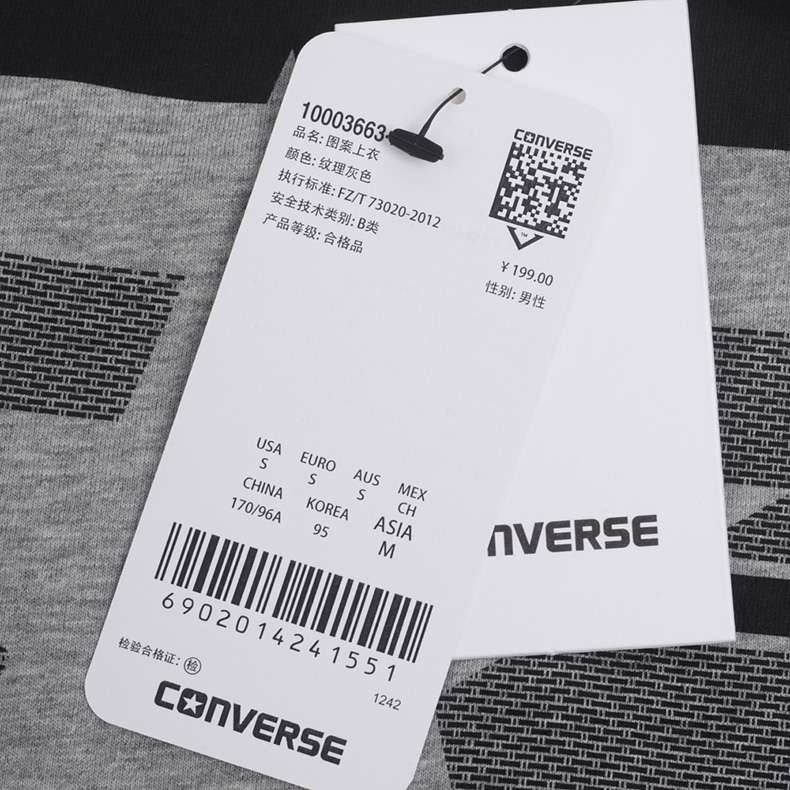 10003663-
品名: 图案上衣
颜色: 纹理灰色
执行标准: FZ/T 73020-2012
安全技术类别: B类
产品等级: 合格品
CONVERSE
TM
¥ 199.00
性别: 男性
USA EURO AUS MEX
S S S CH
CHINA KOREA ASIA
170/96A 95 M
6902014241551
检验合格证: 检
1242
CONVERSE
NVERSE